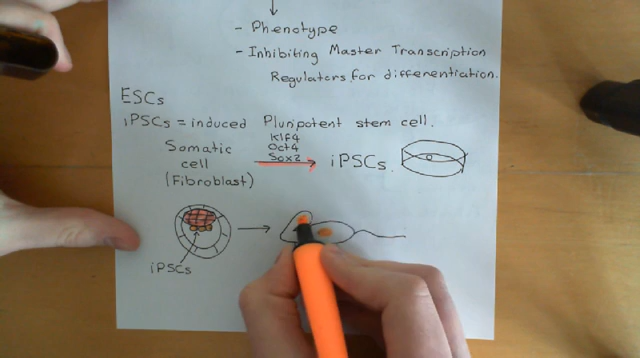 - Phenotype
- Inhibiting Master Transcription
Regulators for differentiation.
ESCs
iPSCs = induced Pluripotent stem cell.
Klf4
Oct4
Somatic Sox2 iPSCs.
cell
(Fibroblast)
iPSCs